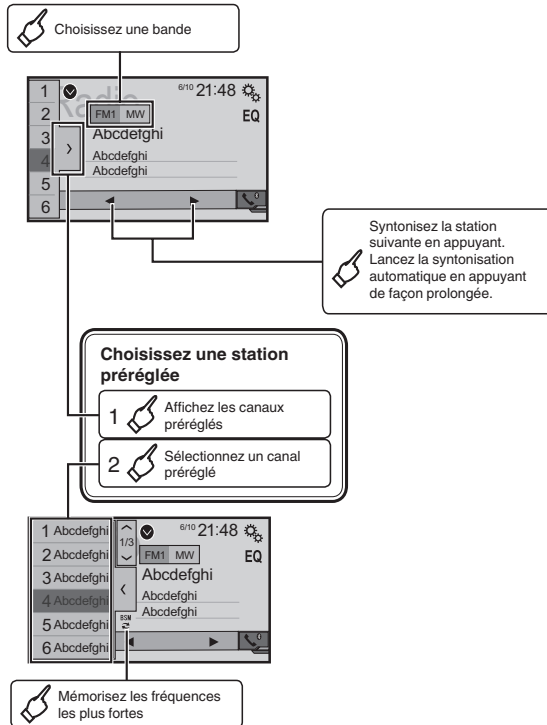 Choisissez une bande
Radio
1
2
3
4
5
6
6/10 21:48
FM1 MW
EQ
Abcdefghi
Abcdefghi
Abcdefghi
Syntonisez la station
suivante en appuyant.
Lancez la syntonisation
automatique en appuyant
de façon prolongée.
Choisissez une station
préréglée
1 Affichez les canaux
préréglés
2 Sélectionnez un canal
préréglé
1 Abcdefghi
2 Abcdefghi
3 Abcdefghi
4 Abcdefghi
5 Abcdefghi
6 Abcdefghi
1/3
BSM
6/10 21:48
FM1 MW
EQ
Abcdefghi
Abcdefghi
Abcdefghi
Mémorisez les fréquences
les plus fortes